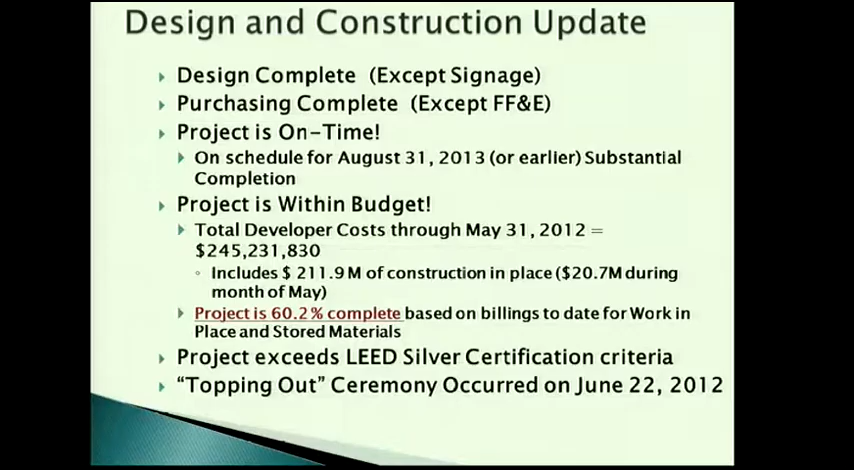 Design and Construction Update
Design Complete (Except Signage)
Purchasing Complete (Except FF&E)
Project is On-Time!
On schedule for August 31, 2013 (or earlier) Substantial
Completion
Project is Within Budget!
Total Developer Costs through May 31, 2012 =
$245,231,830
Includes $ 211.9 M of construction in place ($20.7M during
month of May)
Project is 60.2% complete based on billings to date for Work in
Place and Stored Materials
Project exceeds LEED Silver Certification criteria
“Topping Out” Ceremony Occurred on June 22, 2012